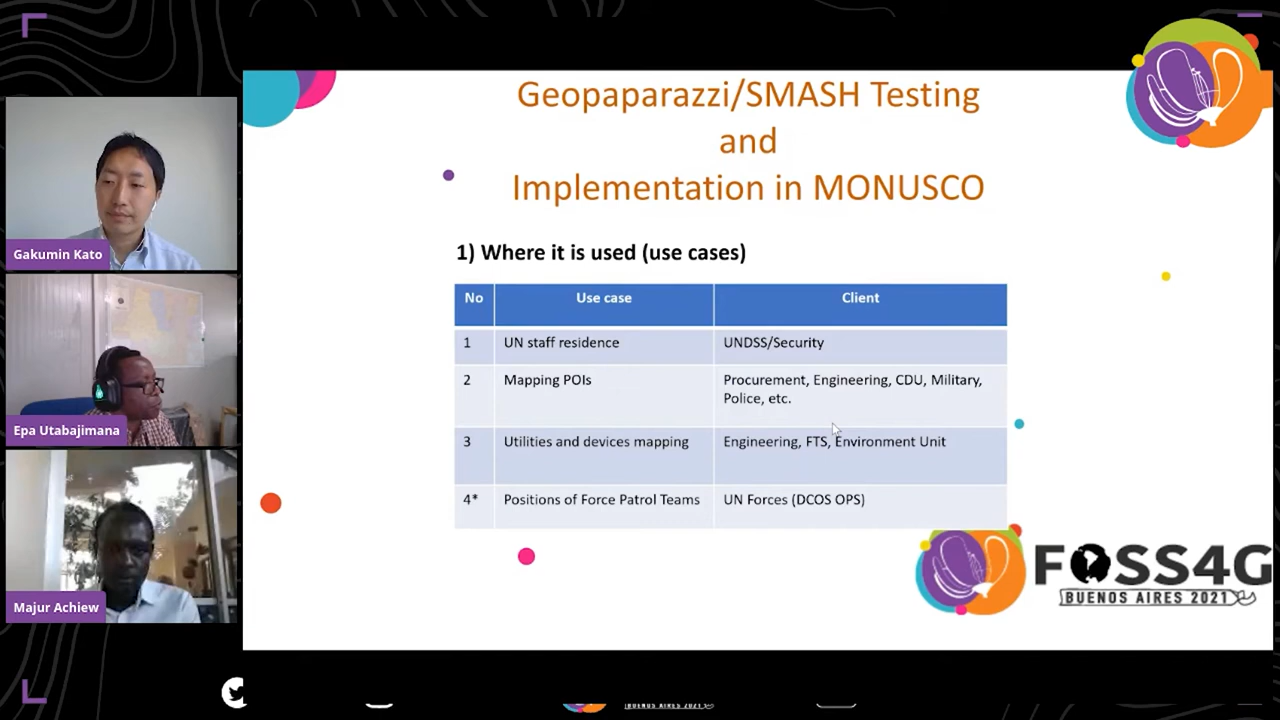 Geopaparazzi/SMASH Testing
and
Implementation in MONUSCO
1) Where it is used (use cases)
No Use case Client
1 UN staff residence UNDSS/Security
2 Mapping POIs Procurement, Engineering, CDU, Military,
Police, etc.
3 Utilities and devices mapping Engineering, FTS, Environment Unit
4* Positions of Force Patrol Teams UN Forces (DCOS OPS)
Gakumin Kato
Epa Utabajimana
Majur Achiew
FOSS4G
BUENOS AIRES 2021
BUENOS AIRES 2021